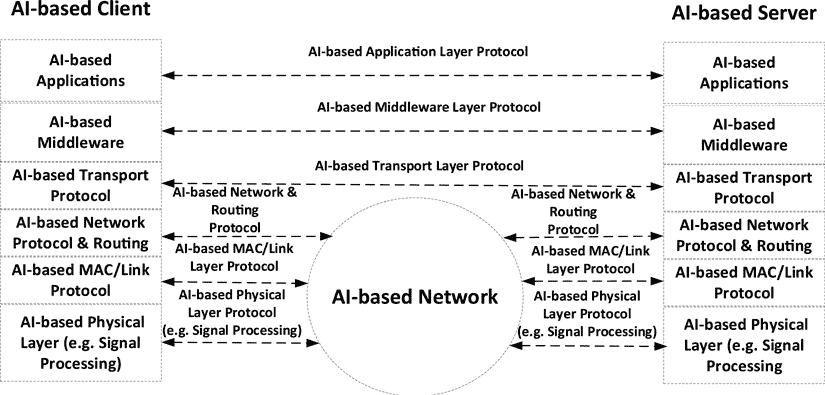 AI-based Client
AI-based Server
AI-based
Applications
AI-based Application Layer Protocol
AI-based
Applications
AI-based
Middleware
AI-based Middleware Layer Protocol
AI-based
Middleware
AI-based Transport
Protocol
AI-based Transport Layer Protocol
AI-based Transport
Protocol
AI-based Network
Protocol & Routing
AI-based Network &
Routing
Protocol
AI-based Network &
Routing
Protocol
AI-based Network
Protocol & Routing
AI-based MAC/Link
Protocol
AI-based MAC/Link
Layer Protocol
AI-based Network
AI-based MAC/Link
Layer Protocol
AI-based MAC/Link
Protocol
AI-based Physical
Layer (e.g. Signal
Processing)
AI-based Physical
Layer Protocol
(e.g. Signal Processing)
AI-based Physical
Layer Protocol
(e.g. Signal Processing)
AI-based Physical
Layer (e.g. Signal
Processing